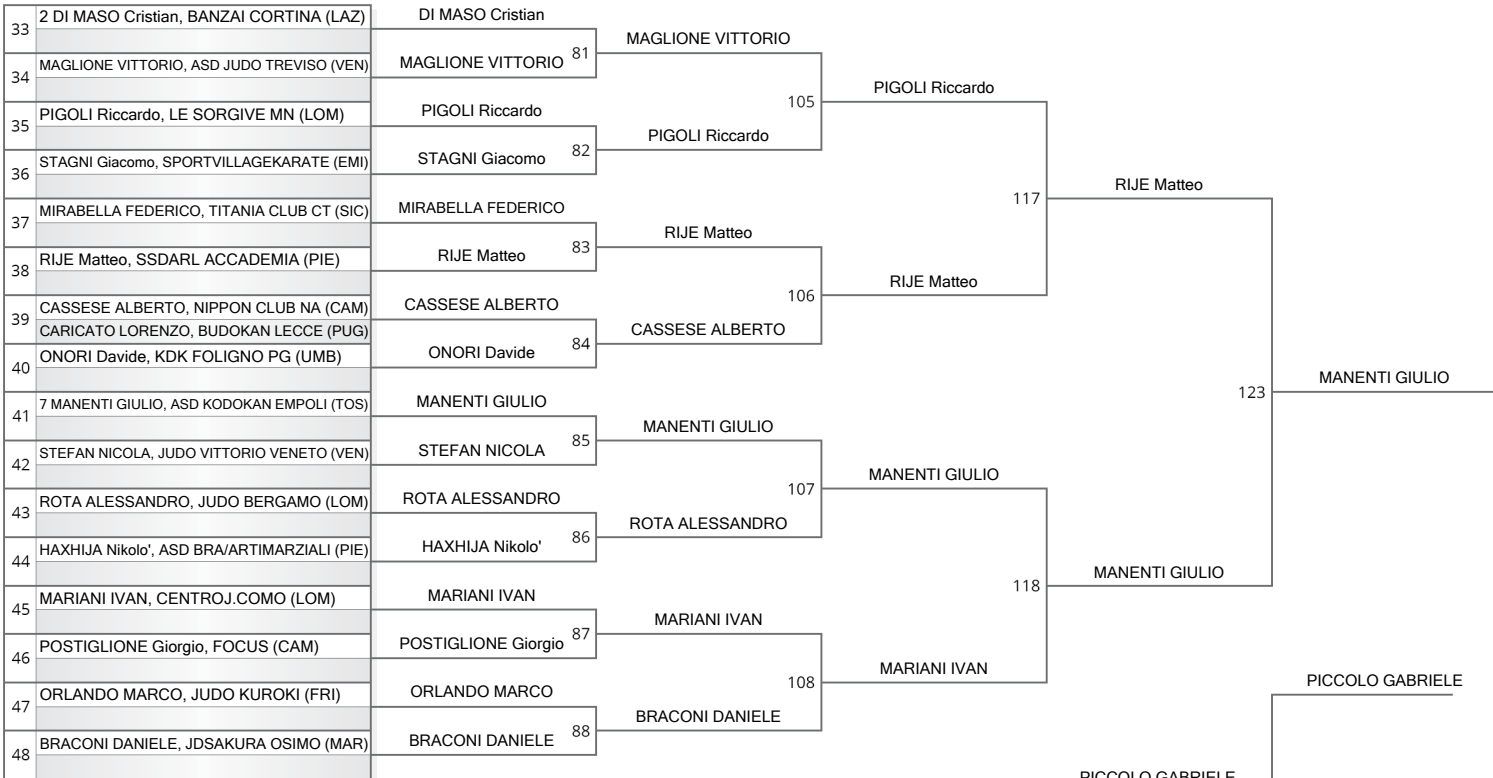 33
2 DI MASO Cristian, BANZAI CORTINA (LAZ)
34
MAGLIONE VITTORIO, ASD JUDO TREVISO (VEN)
35
PIGOLI Riccardo, LE SORGIVE MN (LOM)
36
STAGNI Giacomo, SPORTVILLAGEKARATE (EMI)
37
MIRABELLA FEDERICO, TITANIA CLUB CT (SIC)
38
RIJE Matteo, SSDARL ACCADEMIA (PIE)
39
CASSESE ALBERTO, NIPPON CLUB NA (CAM)
CARICATO LORENZO, BUDOKAN LECCE (PUG)
40
ONORI Davide, KDK FOLIGNO PG (UMB)
41
7 MANENTI GIULIO, ASD KODOKAN EMPOLI (TOS)
42
STEFAN NICOLA, JUDO VITTORIO VENETO (VEN)
43
ROTA ALESSANDRO, JUDO BERGAMO (LOM)
44
HAXHIJA Nikolo', ASD BRA/ARTIMARZIALI (PIE)
45
MARIANI IVAN, CENTROJ.COMO (LOM)
46
POSTIGLIONE Giorgio, FOCUS (CAM)
47
ORLANDO MARCO, JUDO KUROKI (FRI)
48
BRACONI DANIELE, JDSAKURA OSIMO (MAR)
DI MASO Cristian
MAGLIONE VITTORIO
81
PIGOLI Riccardo
STAGNI Giacomo
82
MIRABELLA FEDERICO
RIJE Matteo
83
CASSESE ALBERTO
ONORI Davide
84
MANENTI GIULIO
STEFAN NICOLA
85
ROTA ALESSANDRO
HAXHIJA Nikolo'
86
MARIANI IVAN
POSTIGLIONE Giorgio
87
ORLANDO MARCO
BRACONI DANIELE
88
MAGLIONE VITTORIO
PIGOLI Riccardo
105
RIJE Matteo
CASSESE ALBERTO
106
MANENTI GIULIO
ROTA ALESSANDRO
107
MARIANI IVAN
BRACONI DANIELE
108
PIGOLI Riccardo
RIJE Matteo
117
MANENTI GIULIO
MARIANI IVAN
118
RIJE Matteo
MANENTI GIULIO
123
MANENTI GIULIO
PICCOLO GABRIELE
PICCOLO GABRIELE